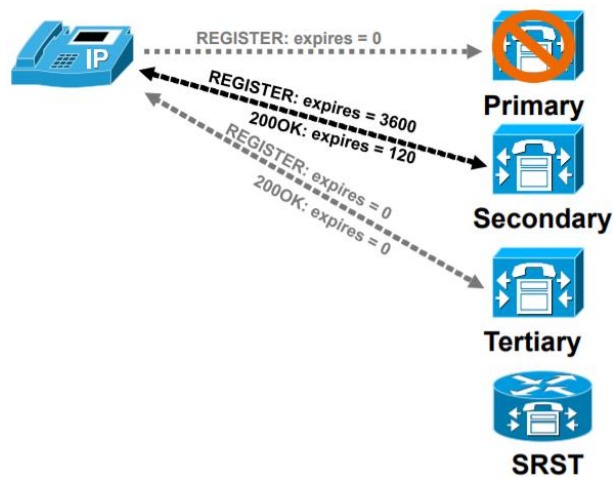 REGISTER: expires = 0
IP
Primary
REGISTER: expires = 3600
200OK: expires = 120
Secondary
REGISTER: expires = 0
200OK: expires = 0
Tertiary
SRST